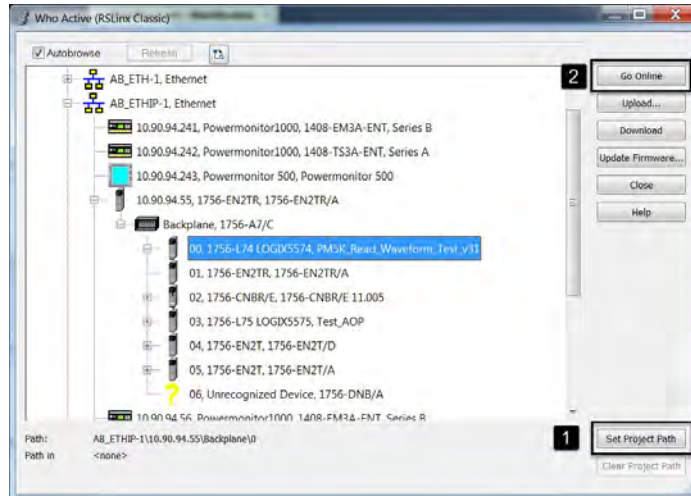 Who Active (RSLinx Classic)
Autobrowse
Refresh
2
Go Online
AB_ETH-1, Ethernet
AB_ETHIP-1, Ethernet
Upload...
10.90.94.241, Powermonitor1000, 1408-EM3A-ENT, Series B
Download
10.90.94.242, Powermonitor1000, 1408-TS3A-ENT, Series A
Update Firmware...
10.90.94.243, Powermonitor 500, Powermonitor 500
Close
10.90.94.55, 1756-EN2TR, 1756-EN2TR/A
Help
Backplane, 1756-A7/C
00, 1756-L74 LOGIX5574, PM5K_Read_Waveform_Test_v31
01, 1756-EN2TR, 1756-EN2TR/A
02, 1756-CNBR/E, 1756-CNBR/E 11.005
03, 1756-L75 LOGIX5575, Test_AOP
04, 1756-EN2T, 1756-EN2T/D
05, 1756-EN2T, 1756-EN2T/A
06, Unrecognized Device, 1756-DNB/A
10.90.94.56, Powermonitor1000, 1408-EM3A-ENT, Series B
Path: AB_ETHIP-1\10.90.94.55\Backplane\0
1
Set Project Path
Path in <none>
Clear Project Path